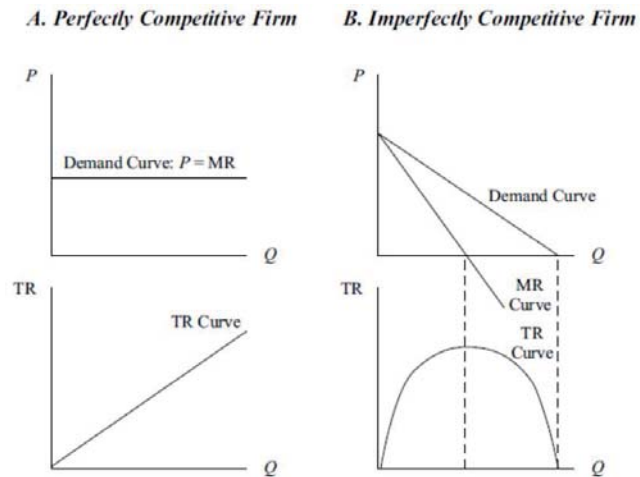 A. Perfectly Competitive Firm
P
Demand Curve: P = MR
Q
TR
TR Curve
Q
B. Imperfectly Competitive Firm
P
Demand Curve
Q
MR
Curve
TR
TR
Curve
Q